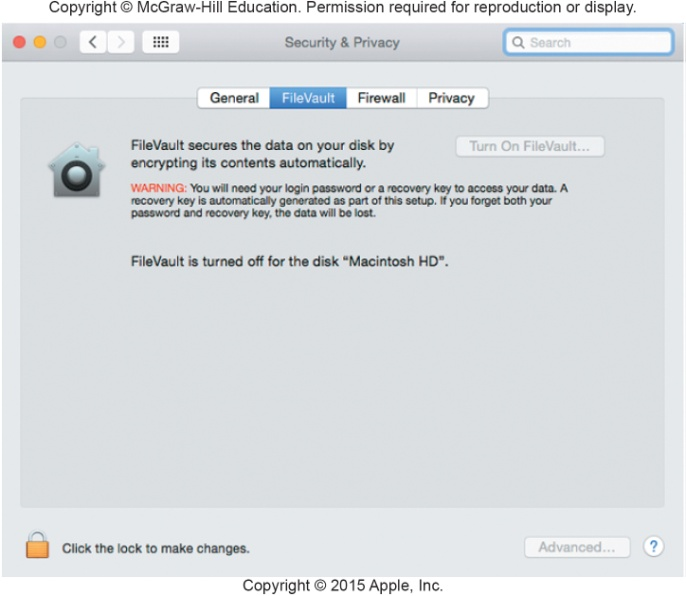 Copyright © McGraw-Hill Education. Permission required for reproduction or display.
Security & Privacy
Search
General FileVault Firewall Privacy
FileVault secures the data on your disk by
encrypting its contents automatically.
Turn On FileVault...
WARNING: You will need your login password or a recovery key to access your data. A
recovery key is automatically generated as part of this setup. If you forget both your
password and recovery key, the data will be lost.
FileVault is turned off for the disk “Macintosh HD”.
Click the lock to make changes.
Advanced... ?
Copyright © 2015 Apple, Inc.